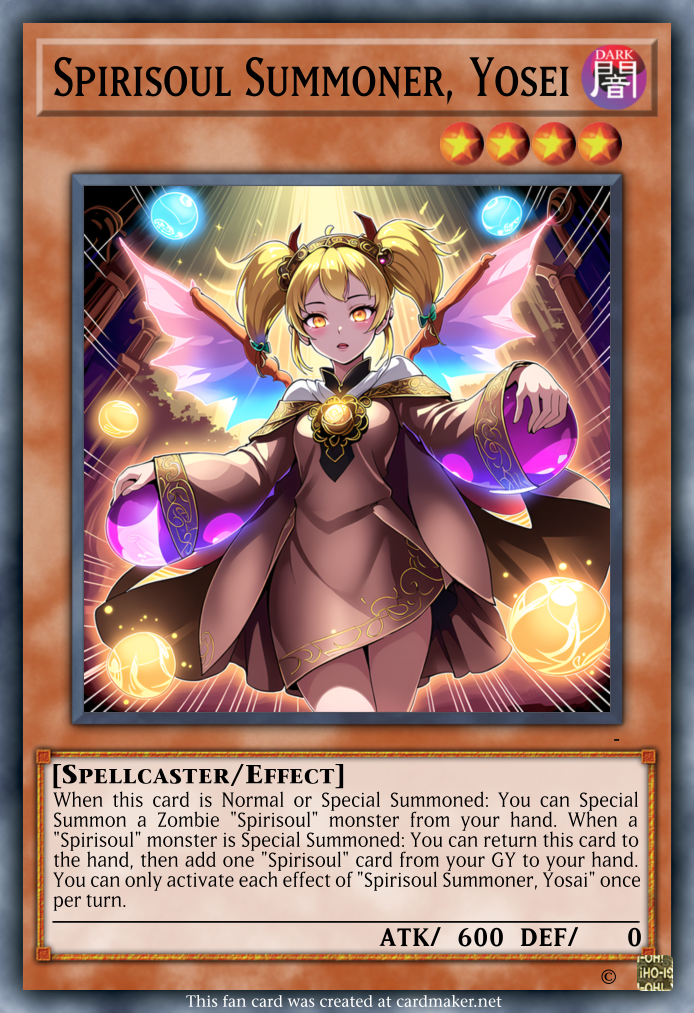 Spirisoul Summoner, Yosei
DARK
闇
-
[Spellcaster/Effect]
When this card is Normal or Special Summoned: You can Special
Summon a Zombie "Spirisoul" monster from your hand. When a
"Spirisoul" monster is Special Summoned: You can return this card to
the hand, then add one "Spirisoul" card from your GY to your hand.
You can only activate each effect of "Spirisoul Summoner, Yosai" once
per turn.
ATK/ 600 DEF/ 0
©
This fan card was created at cardmaker.net